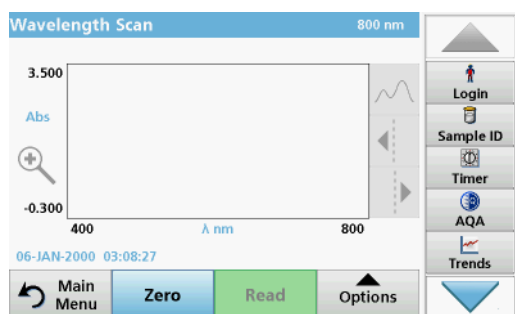 Wavelength Scan 800 nm
3.500
Abs
-0.300
400 λ nm 800
06-JAN-2000 03:08:27
Main Menu
Zero
Read
Options
Login
Sample ID
Timer
AQA
Trends